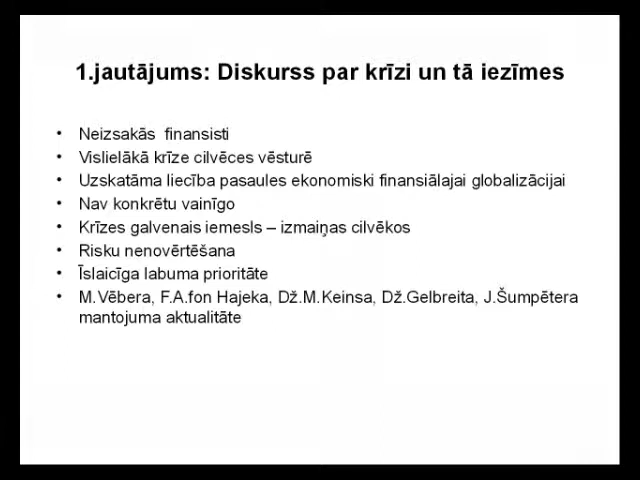 1.jautājums: Diskurss par krīzi un tā iezīmes
• Neizsakās finansisti
• Vislielākā krīze cilvēces vēsturē
• Uzskatāma liecība pasaules ekonomiski finansiālajai globalizācijai
• Nav konkrētu vainīgo
• Krīzes galvenais iemesls – izmaiņas cilvēkos
• Risku nenovērtēšana
• Īslaicīga labuma prioritāte
• M.Vēbera, F.A.fon Hajeka, Dž.M.Keinsa, Dž.Gelbreita, J.Šumpētera
mantojuma aktualitāte